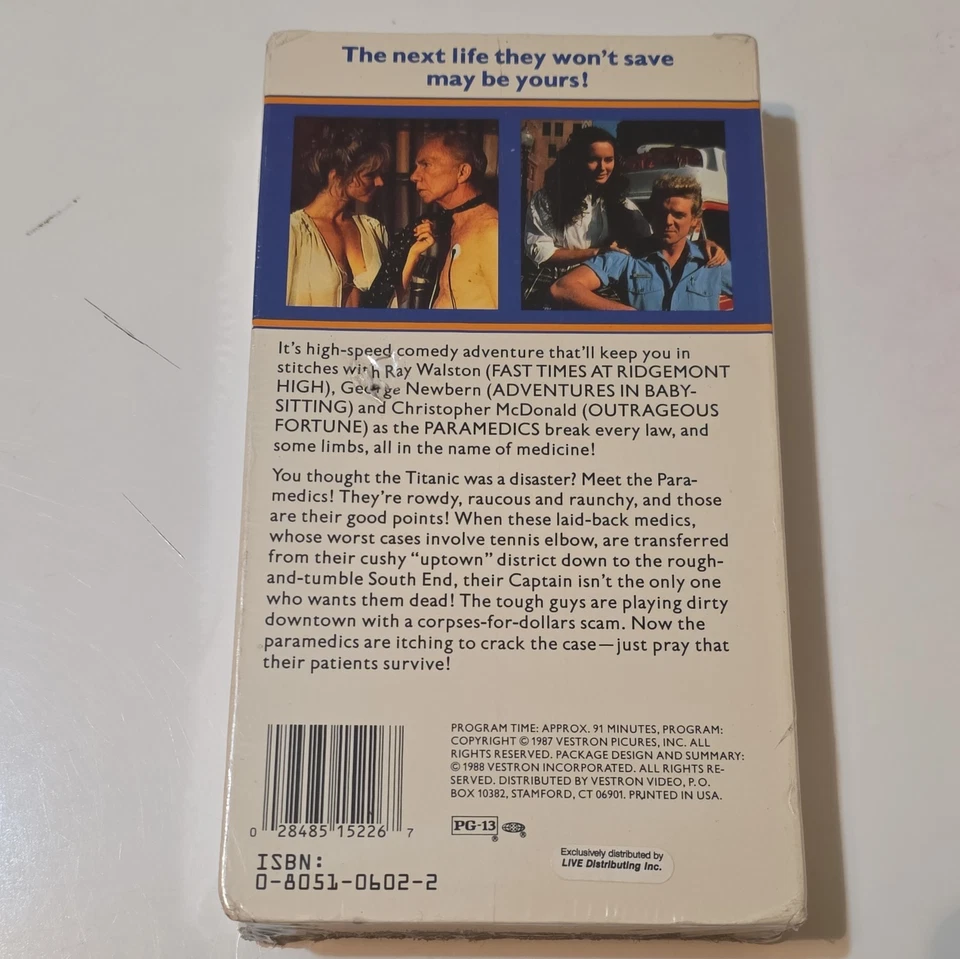 The next life they won't save
may be yours!
It's high-speed comedy adventure that'll keep you in
stitches with Ray Walston (FAST TIMES AT RIDGEMONT
HIGH), George Newbern (ADVENTURES IN BABY-
SITTING) and Christopher McDonald (OUTRAGEOUS
FORTUNE) as the PARAMEDICS break every law, and
some limbs, all in the name of medicine!
You thought the Titanic was a disaster? Meet the Para-
medics! They're rowdy, raucous and raunchy, and those
are their good points! When these laid-back medics,
whose worst cases involve tennis elbow, are transferred
from their cushy "uptown" district down to the rough-
and-tumble South End, their Captain isn't the only one
who wants them dead! The tough guys are playing dirty
downtown with a corpses-for-dollars scam. Now the
paramedics are itching to crack the case—just pray that
their patients survive!
PROGRAM TIME: APPROX. 91 MINUTES, PROGRAM:
COPYRIGHT © 1987 VESTRON PICURES, INC. ALL
RIGHTS RESERVED. PACKAGE DESIGN AND SUMMARY:
© 1988 VESTRON INCORPORATED. ALL RIGHTS RE-
SERVED. DISTRIBUTED BY VESTRON VIDEO, P.O.
BOX 10382, STAMFORD, CT 06901. PRINTED IN USA.
0 28485 15226 7
PG-13 ®
®
Exclusively distributed by
LIVE Distributing Inc.
ISBN:
0-8051-0602-2